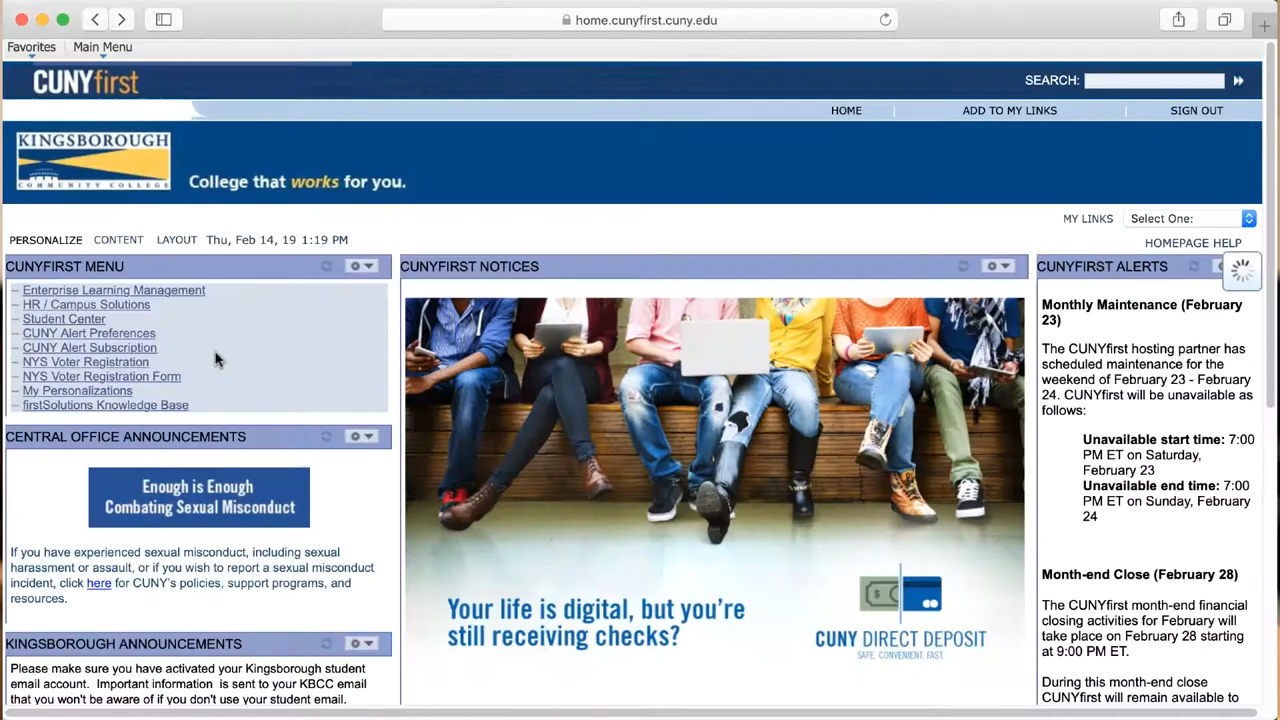 home.cunyfirst.cuny.edu
Favorites Main Menu
CUNYfirst
SEARCH:
HOME ADD TO MY LINKS SIGN OUT
KINGSBOROUGH
COMMUNITY COLLEGE
College that works for you.
MY LINKS Select One:
PERSONALIZE CONTENT LAYOUT Thu, Feb 14, 19 1:19 PM
HOMEPAGE HELP
CUNYFIRST MENU
Enterprise Learning Management
HR / Campus Solutions
Student Center
CUNY Alert Preferences
CUNY Alert Subscription
NYS Voter Registration
NYS Voter Registration Form
My Personalizations
firstSolutions Knowledge Base
CENTRAL OFFICE ANNOUNCEMENTS
Enough is Enough
Combating Sexual Misconduct
If you have experienced sexual misconduct, including sexual
harassment or assault, or if you wish to report a sexual misconduct
incident, click here for CUNY's policies, support programs, and
resources.
KINGSBOROUGH ANNOUNCEMENTS
Please make sure you have activated your Kingsborough student
email account. Important information is sent to your KBCC email
that you won't be aware of if you don't use your student email.
CUNYFIRST NOTICES
Your life is digital, but you're
still receiving checks?
CUNY DIRECT DEPOSIT
SAFE. CONVENIENT. FAST.
CUNYFIRST ALERTS
Monthly Maintenance (February
23)
The CUNYfirst hosting partner has
scheduled maintenance for the
weekend of February 23 - February
24. CUNYfirst will be unavailable as
follows:
Unavailable start time: 7:00
PM ET on Saturday,
February 23
Unavailable end time: 7:00
PM ET on Sunday, February
24
Month-end Close (February 28)
The CUNYfirst month-end financial
closing activities for February will
take place on February 28 starting
at 9:00 PM ET.
During this month-end close
CUNYfirst will remain available to